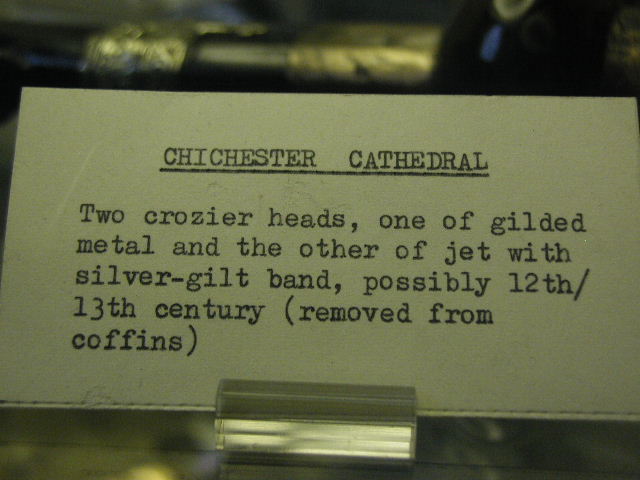 CHICHESTER CATHEDRAL
Two crozier heads, one of gilded
metal and the other of jet with
silver-gilt band, possibly 12th/
13th century (removed from
coffins)